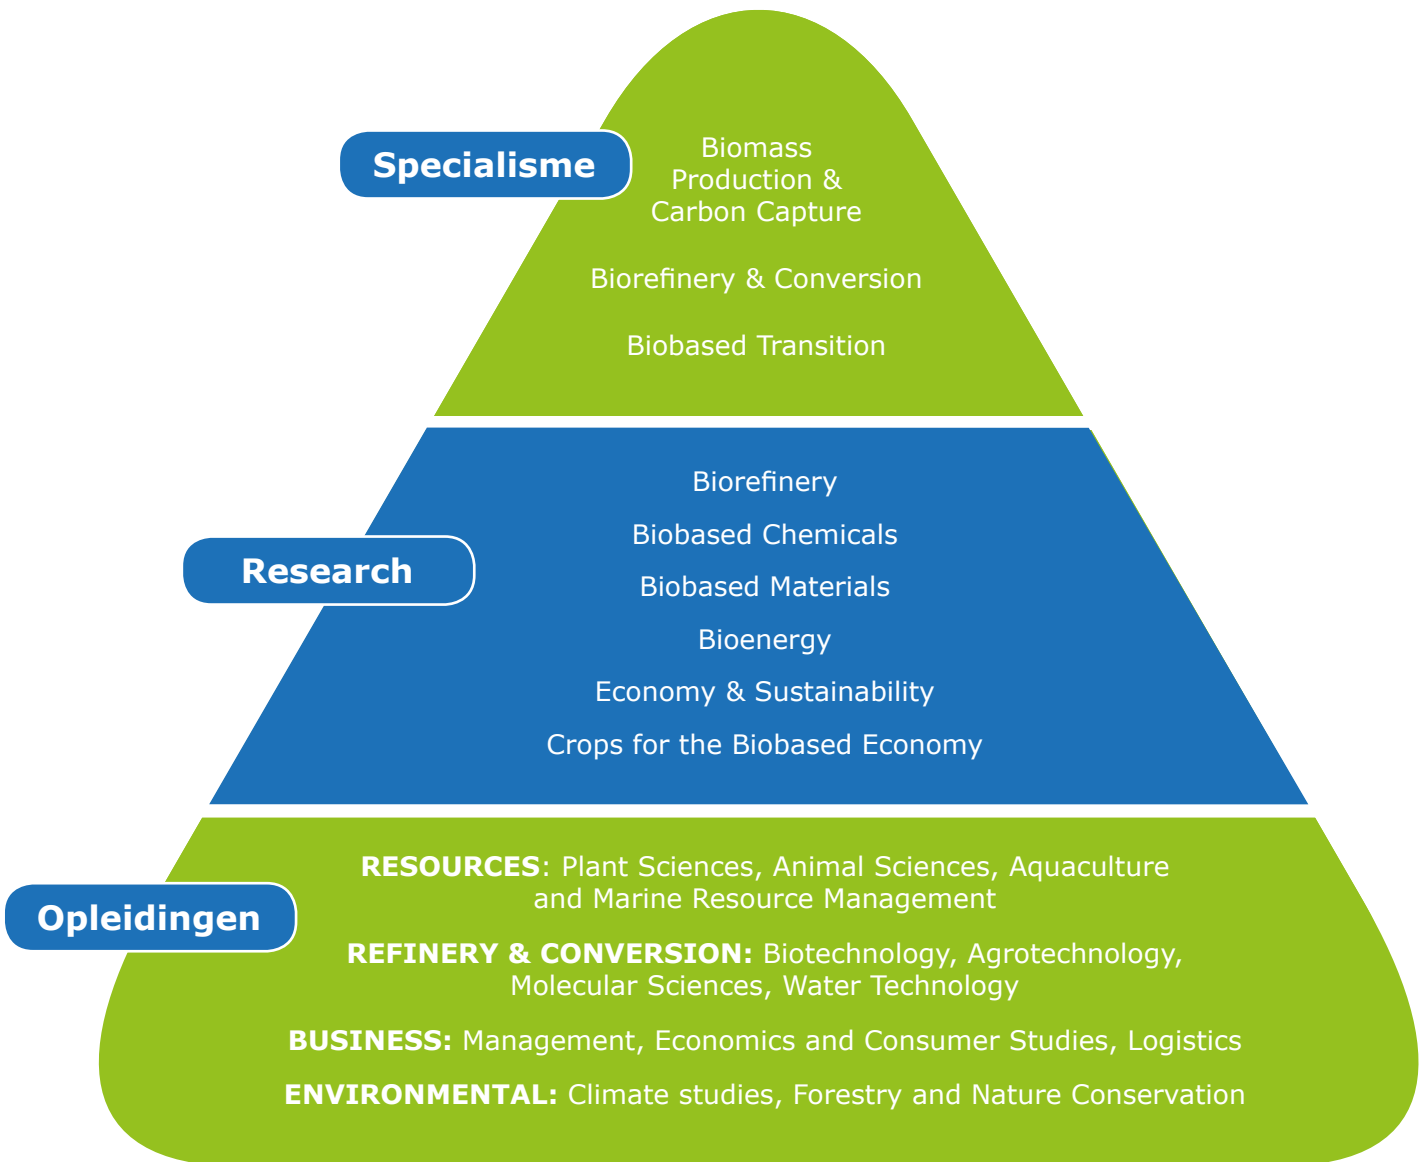 Specialisme
Biomass
Production &
Carbon Capture
Biorefinery & Conversion
Biobased Transition
Research
Biorefinery
Biobased Chemicals
Biobased Materials
Bioenergy
Economy & Sustainability
Crops for the Biobased Economy
Opleidingen
RESOURCES: Plant Sciences, Animal Sciences, Aquaculture
and Marine Resource Management
REFINERY & CONVERSION: Biotechnology, Agrotechnology,
Molecular Sciences, Water Technology
BUSINESS: Management, Economics and Consumer Studies, Logistics
ENVIRONMENTAL: Climate studies, Forestry and Nature Conservation